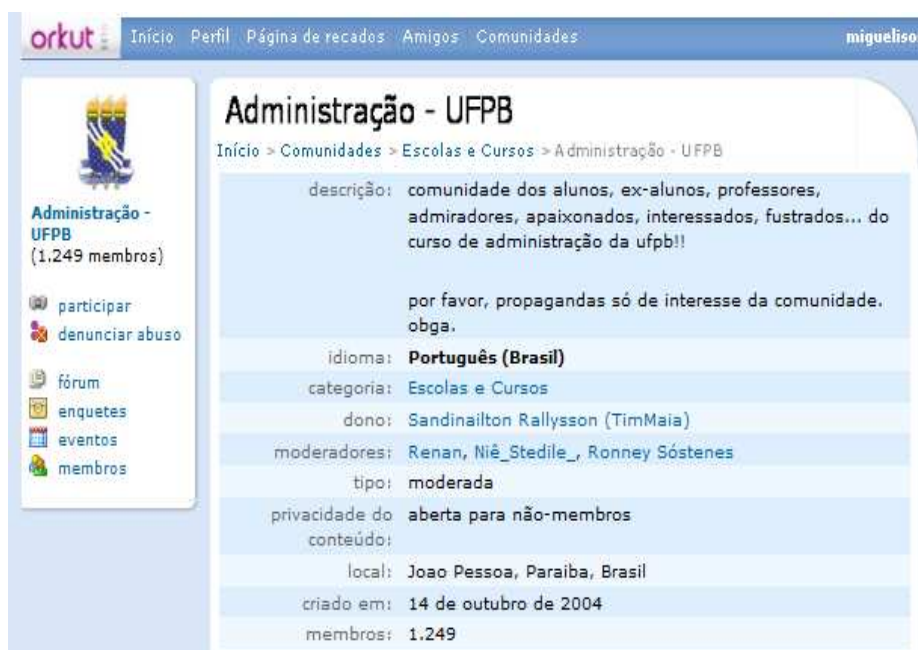 orkut Início Perfil Página de recados Amigos Comunidades migueliso
Administração -
UFPB
(1.249 membros)
participar
denunciar abuso
fórum
enquetes
eventos
membros
Administração - UFPB
Início > Comunidades > Escolas e Cursos > Administração - UFPB
descrição: comunidade dos alunos, ex-alunos, professores,
admiradores, apaixonados, interessados, fustrados... do
curso de administração da ufpb!!
por favor, propagandas só de interesse da comunidade.
obga.
idioma: Português (Brasil)
categoria: Escolas e Cursos
dono: Sandinailton Rallysson (TimMaia)
moderadores: Renan, Niê_Stedile_, Ronney Sóstenes
tipo: moderada
privacidade do aberta para não-membros
conteúdo:
local: Joao Pessoa, Paraiba, Brasil
criado em: 14 de outubro de 2004
membros: 1.249